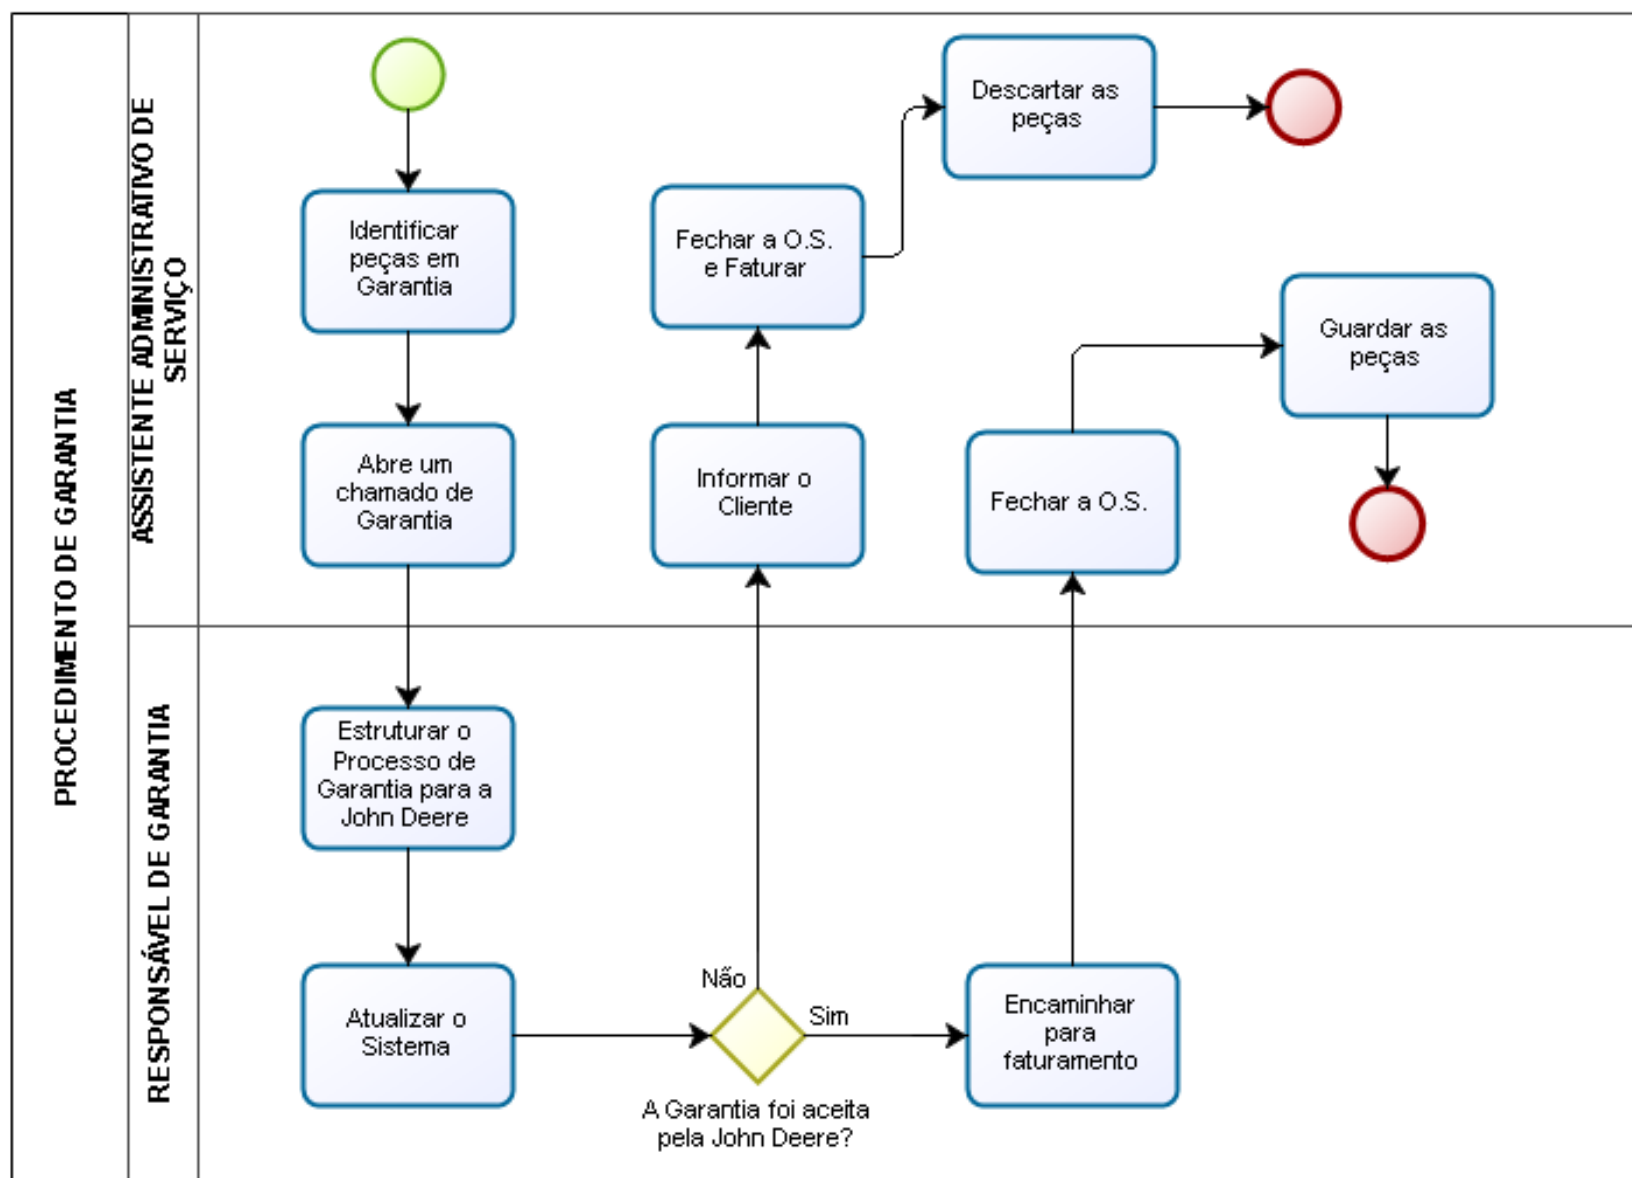 PROCEDIMENTO DE GARANTIA
ASSISTENTE ADMINISTRATIVO DE
SERVIÇO
Identificar
peças em
Garantia
Abre um
chamado de
Garantia
Fechar a O.S.
e Faturar
Informar o
Cliente
Descartar as
peças
Fechar a O.S.
Guardar as
peças
RESPONSÁVEL DE GARANTIA
Estruturar o
Processo de
Garantia para a
John Deere
Atualizar o
Sistema
Não
Sim
A Garantia foi aceita
pela John Deere?
Encaminhar
para
faturamento